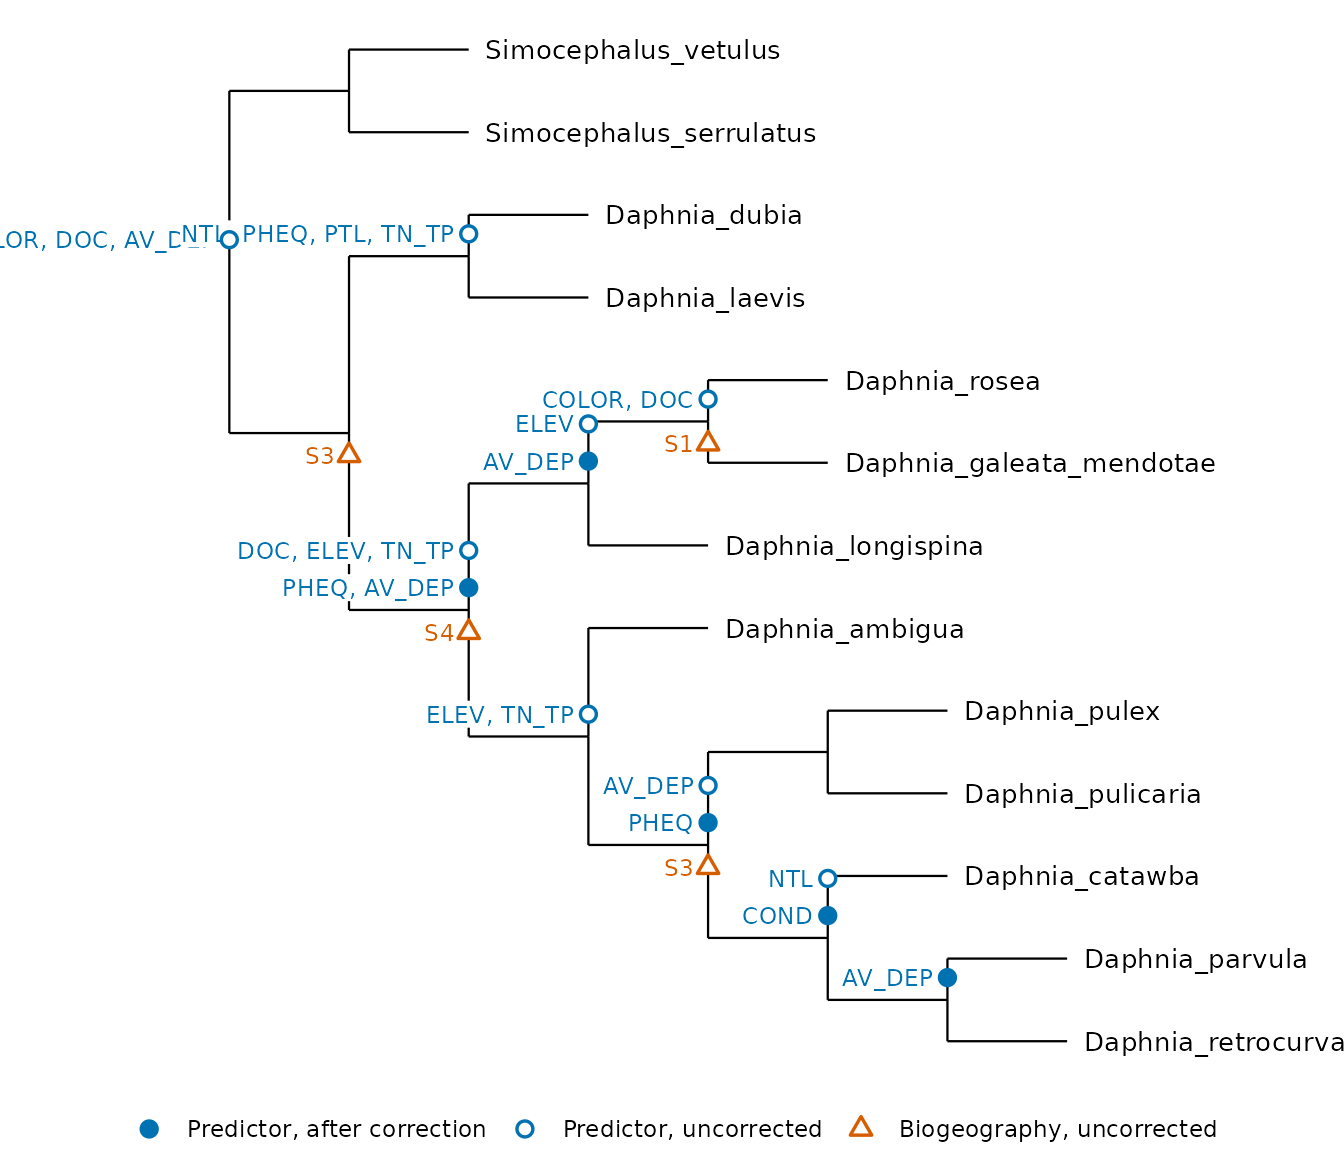 Simocephalus_vetulus
Simocephalus_serrulatus
Daphnia_dubia
DOC,
NTL, PHEQ, PTL, TN_TP
Daphnia_laevis
Daphnia_rosea
COLOR, DOC
ELEV
S1
S3
AV_DEP
Daphnia_galeata_mendotae
Daphnia_longispina
DOC, ELEV, TN_TP
PHEQ, AV_DEP
S4
Daphnia_ambigua
ELEV, TN_TP
Daphnia_pulex
AV_DEP
Daphnia_pulicaria
PHEQ
S3
Daphnia_catawba
NTL
COND
Daphnia_parvula
AV_DEP
Daphnia_retrocurva
Predictor, after correction
Predictor, uncorrected
Biogeography, uncorrected